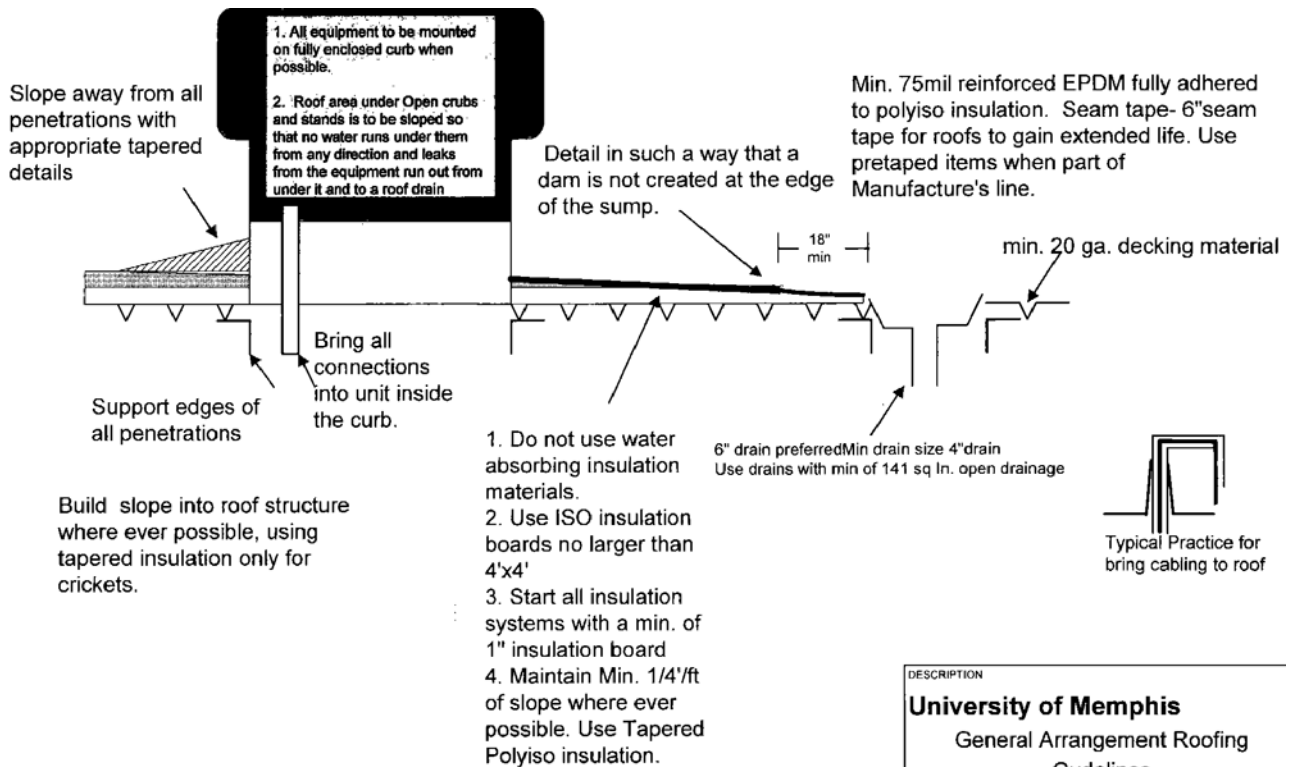 1. All equipment to be mounted
on fully enclosed curb when
possible.
2. Roof area under Open crubs
and stands is to be sloped so
that no water runs under them
from any direction and leaks
from the equipment run out from
under it and to a roof drain
Slope away from all
penetrations with
appropriate tapered
details
Detail in such a way that a
dam is not created at the edge
of the sump.
Min. 75mil reinforced EPDM fully adhered
to polyiso insulation. Seam tape- 6"seam
tape for roofs to gain extended life. Use
pretaped items when part of
Manufacture's line.
18"
min
min. 20 ga. decking material
Bring all
connections
into unit inside
the curb.
Support edges of
all penetrations
Build slope into roof structure
where ever possible, using
tapered insulation only for
crickets.
1. Do not use water
absorbing insulation
materials.
2. Use ISO insulation
boards no larger than
4'x4'
3. Start all insulation
systems with a min. of
1" insulation board
4. Maintain Min. 1/4'/ft
of slope where ever
possible. Use Tapered
Polyiso insulation.
6" drain preferredMin drain size 4"drain
Use drains with min of 141 sq In. open drainage
Typical Practice for
bring cabling to roof
DESCRIPTION
University of Memphis
General Arrangement Roofing